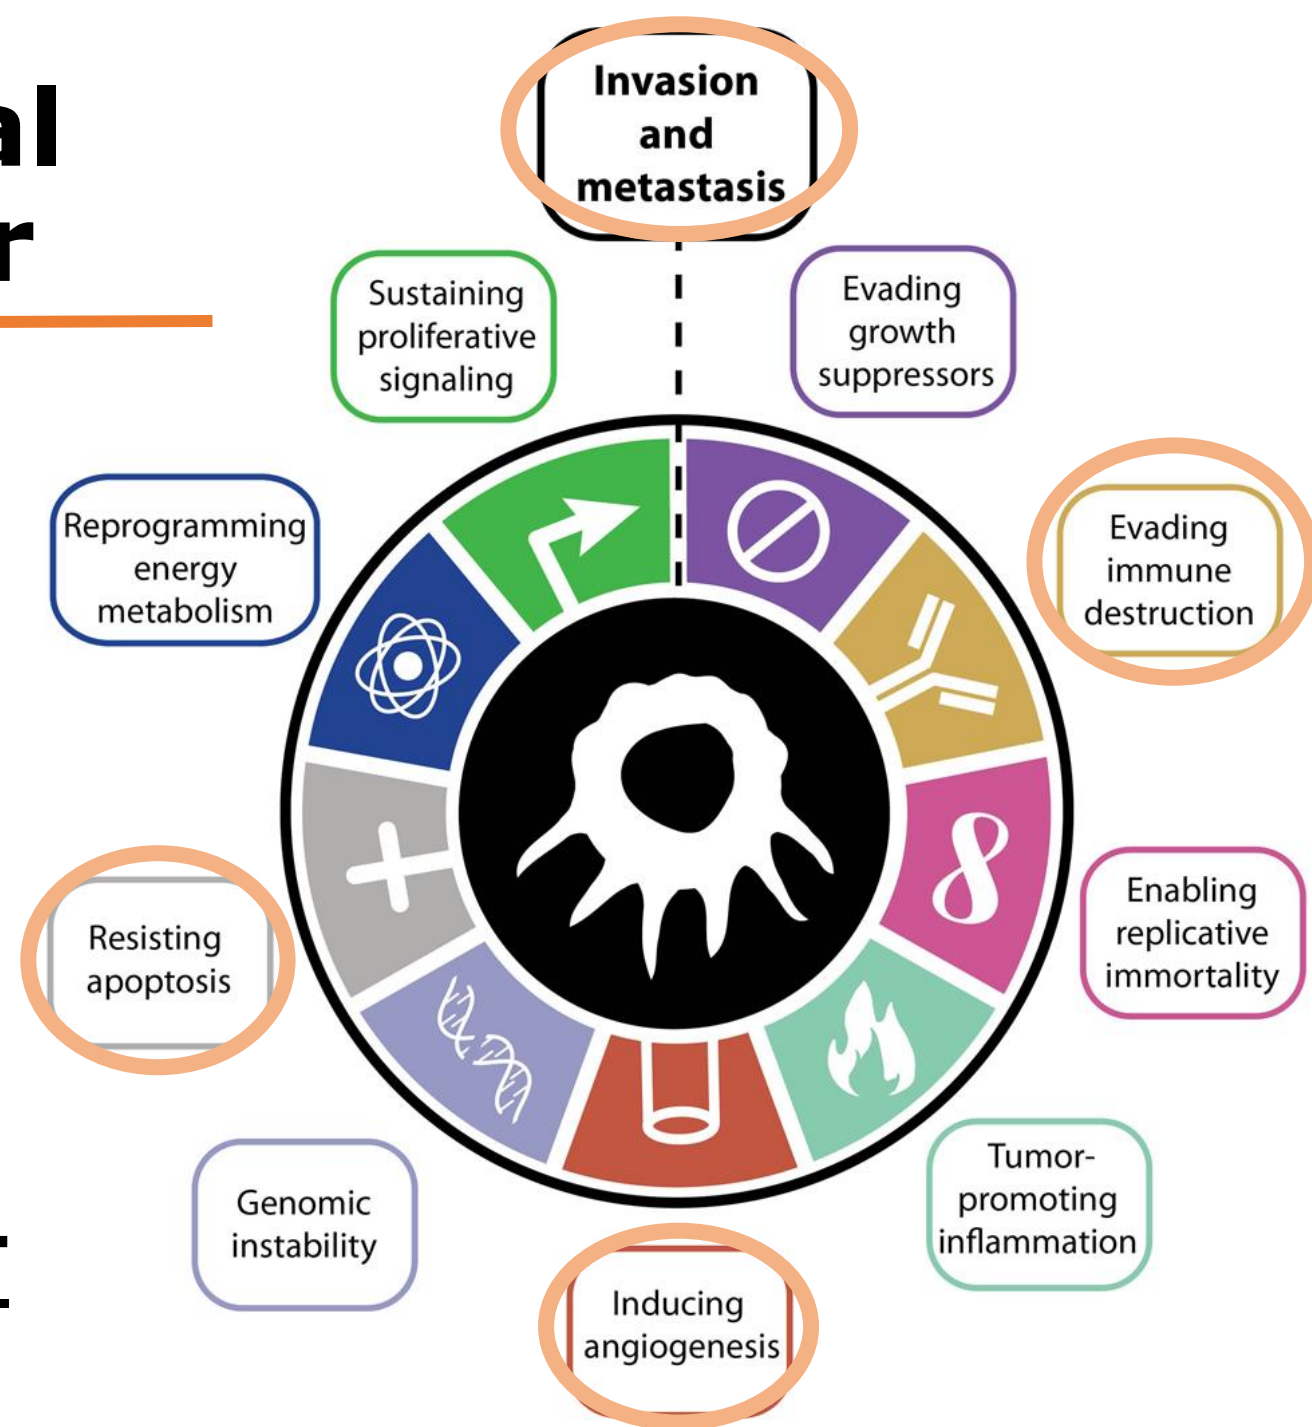 Invasion
and
metastasis
Sustaining
proliferative
signaling
Evading
growth
suppressors
Reprogramming
energy
metabolism
Evading
immune
destruction
Resisting
apoptosis
Enabling
replicative
immortality
Genomic
instability
Tumor-
promoting
inflammation
Inducing
angiogenesis